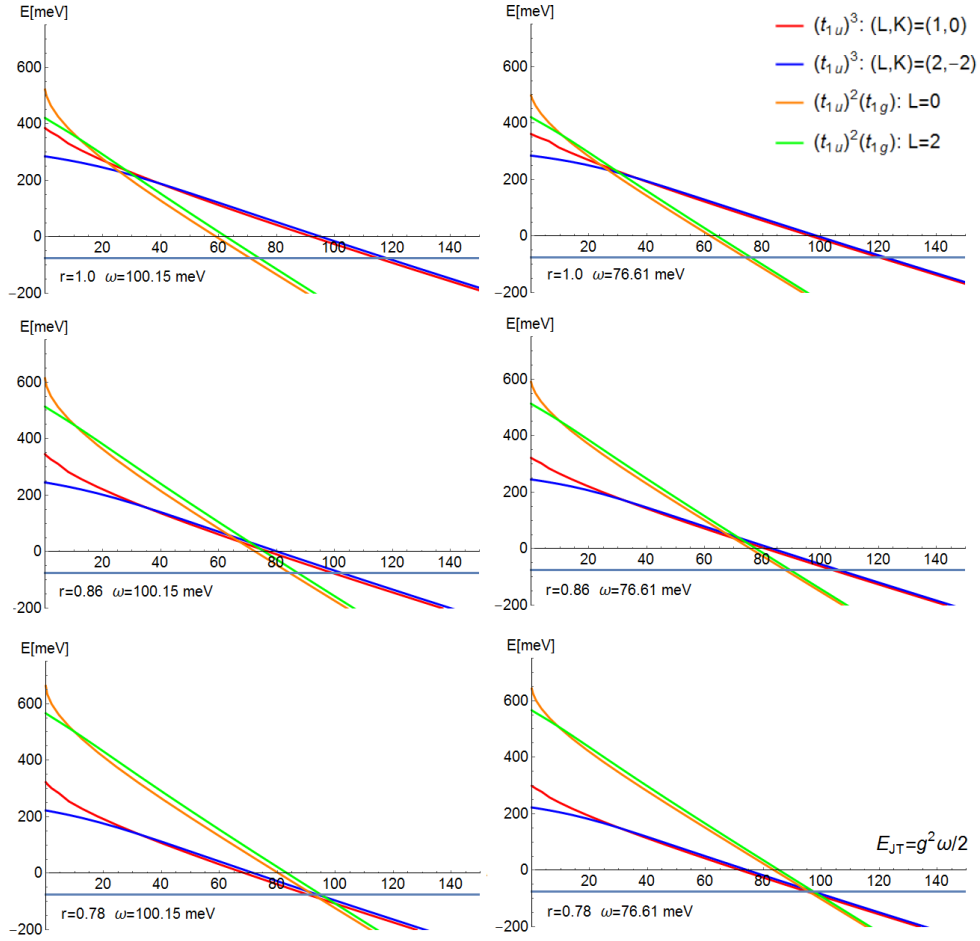 E[meV]
600
400
200
0
−200
20 40 60 80 100 120 140
r=1.0 ω=100.15 meV
E[meV]
600
400
200
0
−200
20 40 60 80 100 120 140
r=1.0 ω=76.61 meV
(t1u)³: (L,K)=(1,0)
(t1u)³: (L,K)=(2,−2)
(t1u)²(t1g): L=0
(t1u)²(t1g): L=2
E[meV]
600
400
200
0
-200
20 40 60 80 100 120 140
r=0.86 ω=100.15 meV
E[meV]
600
400
200
0
−200
20 40 60 80 100 120 140
r=0.86 ω=76.61 meV
E[meV]
600
400
200
0
−200
20 40 60 80 100 120 140
r=0.78 ω=100.15 meV
E[meV]
600
400
200
0
−200
20 40 60 80 100 120 140
r=0.78 ω=76.61 meV
EJT=g²ω/2